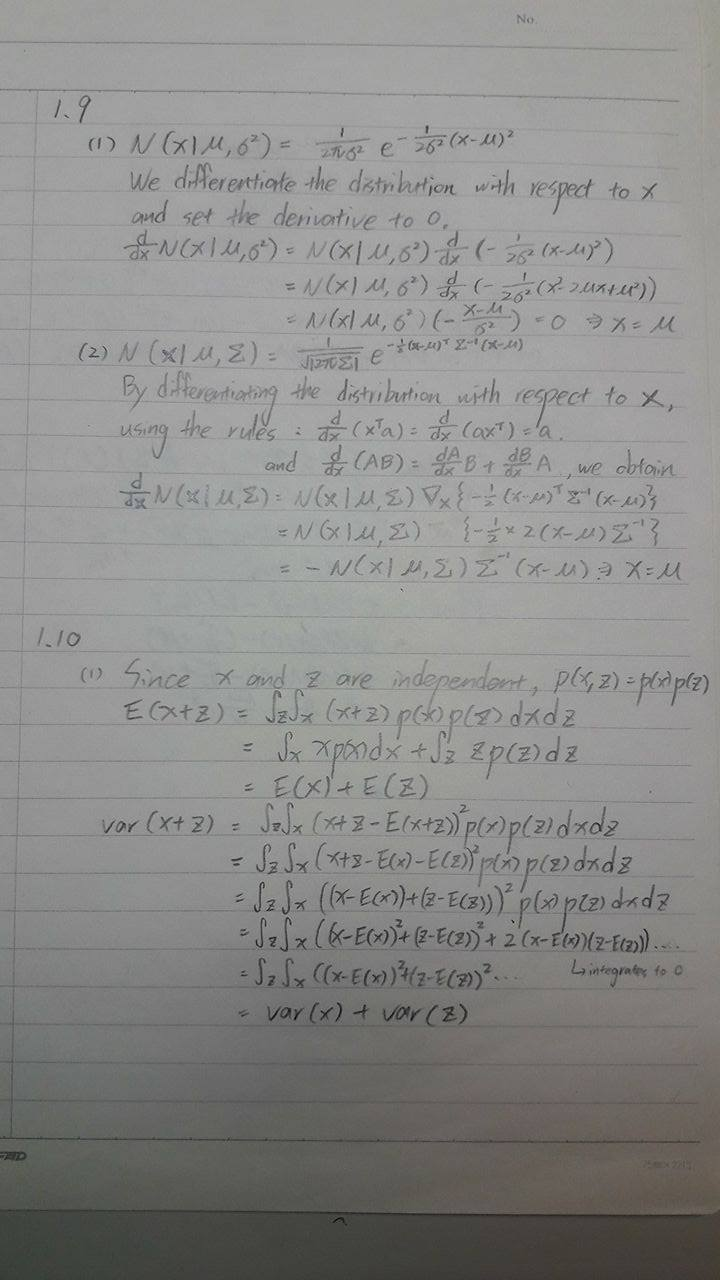 No.
1.9
(1) N(x|μ,σ²) = 1/2πσ² e^{-1/2σ²(x-μ)²}
We differentiate the distribution with respect to x
and set the derivative to 0.
d/dx N(x|μ,σ²) = N(x|μ,σ²) d/dx (-1/2σ² (x-μ)²)
= N(x|μ,σ²) d/dx (-1/2σ² (x²-2μx+μ²))
= N(x|μ,σ²)(-x-μ/σ²) = 0 ⇒ x = μ
(2) N(x|μ,Σ) = 1/√|2πΣ| e^{-1/2(x-μ)ᵀ Σ⁻¹(x-μ)}
By differentiating the distribution with respect to x,
using the rules : d/dx (xᵀa) = d/dx (axᵀ) = a.
and d/dx (AB) = dA/dx B + dB/dx A, we obtain
d/dx N(x|μ,Σ) = N(x|μ,Σ) ∇x{-1/2 (x-μ)ᵀ Σ⁻¹(x-μ)}
= N(x|μ,Σ) {-1/2 × 2(x-μ)Σ⁻¹}
= -N(x|μ,Σ) Σ⁻¹(x-μ) ⇒ x=μ
1.10
(1) Since x and z are independent, p(x,z) = p(x)p(z)
E(x+z) = ∫z∫x (x+z) p(x)p(z) dxdz
= ∫x xp(x)dx + ∫z zp(z)dz
= E(x) + E(z)
var(x+z) = ∫z∫x (x+z-E(x+z))² p(x)p(z) dxdz
= ∫z∫x (x+z-E(x)-E(z))² p(x)p(z) dxdz
= ∫z∫x ((x-E(x))+(z-E(z)))² p(x)p(z) dxdz
= ∫z∫x ((x-E(x))²+(z-E(z))²+2(x-E(x))(z-E(z)))....
= ∫z∫x ((x-E(x))²+(z-E(z))²... ↳integrates to 0
= var(x) + var(z)